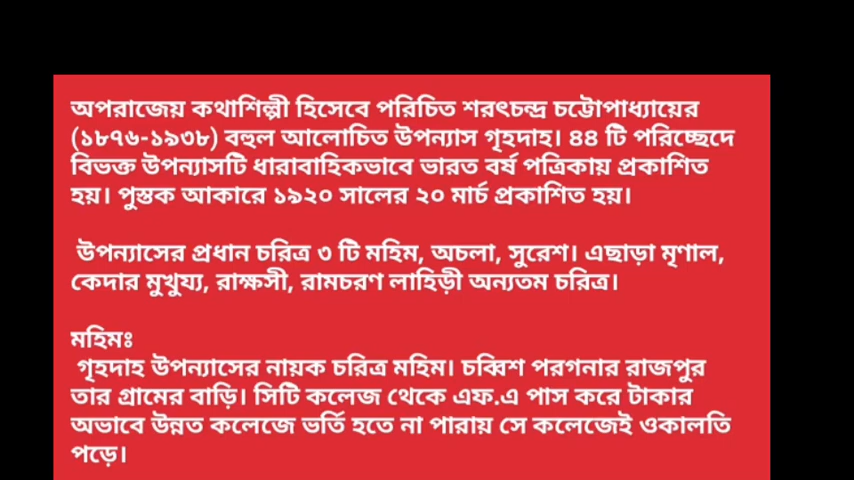 অপরাজেয় কথাশিল্পী হিসেবে পরিচিত শরৎচন্দ্র চট্টোপাধ্যায়ের
(১৮৭৬-১৯৩৮) বহুল আলোচিত উপন্যাস গৃহদাহ। ৪৪ টি পরিচ্ছেদে
বিভক্ত উপন্যাসটি ধারাবাহিকভাবে ভারত বর্ষ পত্রিকায় প্রকাশিত
হয়। পুস্তক আকারে ১৯২০ সালের ২০ মার্চ প্রকাশিত হয়।
উপন্যাসের প্রধান চরিত্র ৩ টি মহিম, অচলা, সুরেশ। এছাড়া মৃণাল,
কেদার মুখুয্য, রাক্ষসী, রামচরণ লাহিড়ী অন্যতম চরিত্র।
মহিমঃ
গৃহদাহ উপন্যাসের নায়ক চরিত্র মহিম। চব্বিশ পরগনার রাজপুর
তার গ্রামের বাড়ি। সিটি কলেজ থেকে এফ.এ পাস করে টাকার
অভাবে উন্নত কলেজে ভর্তি হতে না পারায় সে কলেজেই ওকালতি
পড়ে।